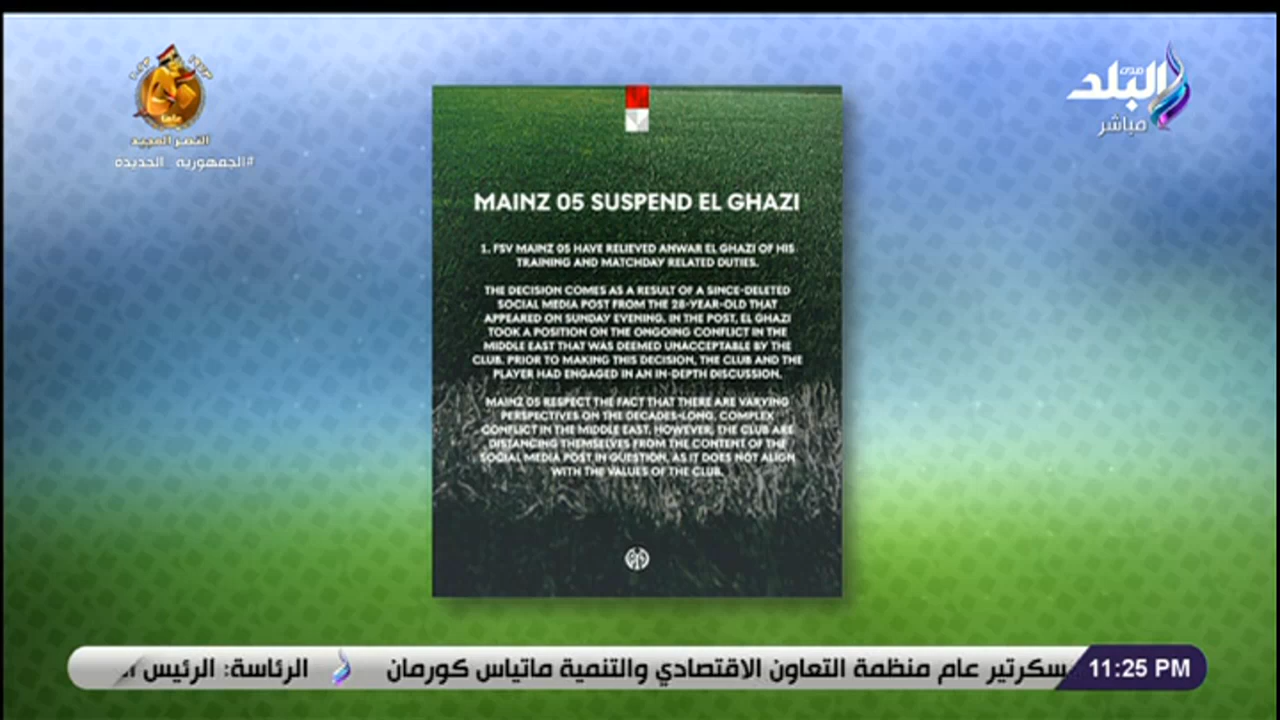 النصر المجيد
#الجمهورية_الجديدة
صدى
البلد
مباشر
MAINZ 05 SUSPEND EL GHAZI
1. FSV MAINZ 05 HAVE RELIEVED ANWAR EL GHAZI OF HIS
TRAINING AND MATCHDAY RELATED DUTIES.
THE DECISION COMES AS A RESULT OF A SINCE-DELETED
SOCIAL MEDIA POST FROM THE 28-YEAR-OLD THAT
APPEARED ON SUNDAY EVENING. IN THE POST, EL GHAZI
TOOK A POSITION ON THE ONGOING CONFLICT IN THE
MIDDLE EAST THAT WAS DEEMED UNACCEPTABLE BY THE
CLUB. PRIOR TO MAKING THIS DECISION, THE CLUB AND THE
PLAYER HAD ENGAGED IN AN IN-DEPTH DISCUSSION.
MAINZ 05 RESPECT THE FACT THAT THERE ARE VARYING
PERSPECTIVES ON THE DECADES-LONG, COMPLEX
CONFLICT IN THE MIDDLE EAST. HOWEVER, THE CLUB ARE
DISTANCING THEMSELVES FROM THE CONTENT OF THE
SOCIAL MEDIA POST IN QUESTION, AS IT DOES NOT ALIGN
WITH THE VALUES OF THE CLUB.
سكرتير عام منظمة التعاون الاقتصادي والتنمية ماتياس كورمان الرئاسة: الرئيس
11:25 PM